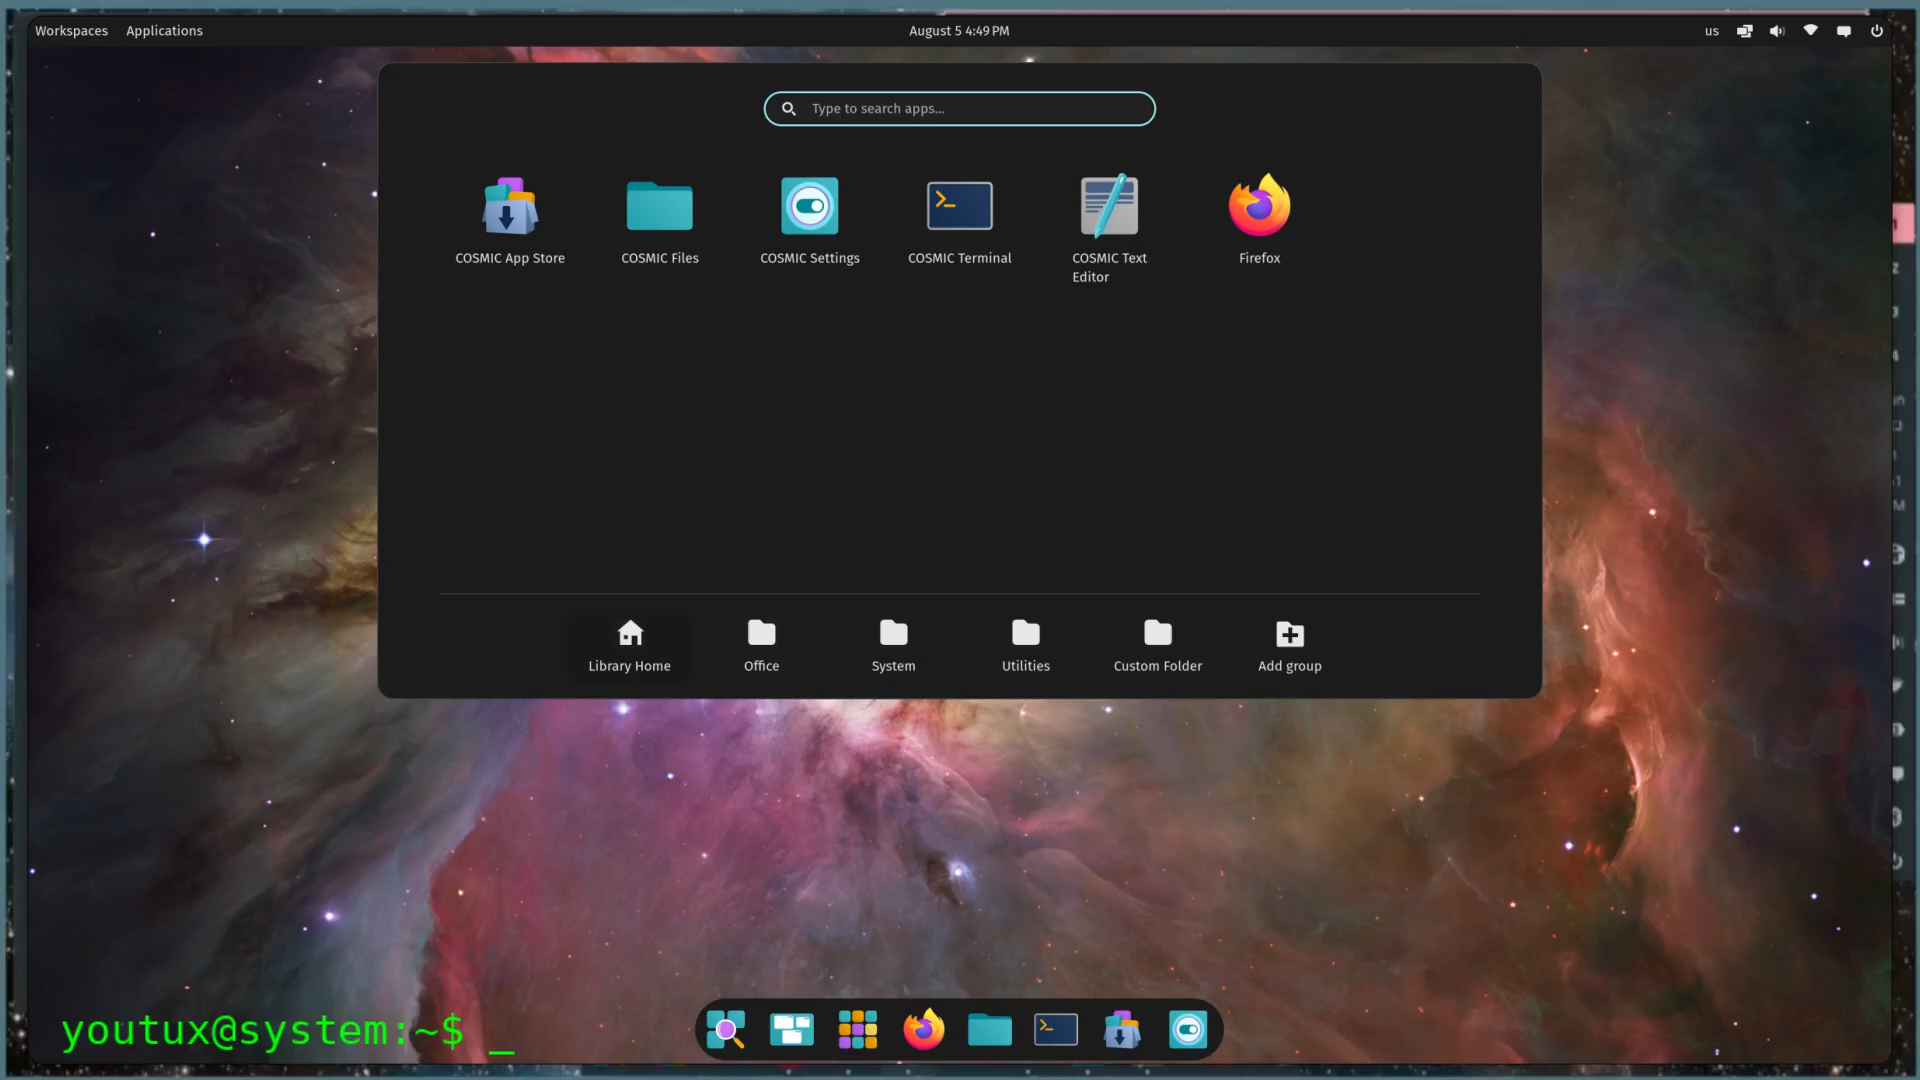 Workspaces Applications August 5 4:49 PM us
Type to search apps...
COSMIC App Store
COSMIC Files
COSMIC Settings
COSMIC Terminal
COSMIC Text
Editor
Firefox
Library Home
Office
System
Utilities
Custom Folder
Add group
youtux@system:~$ _